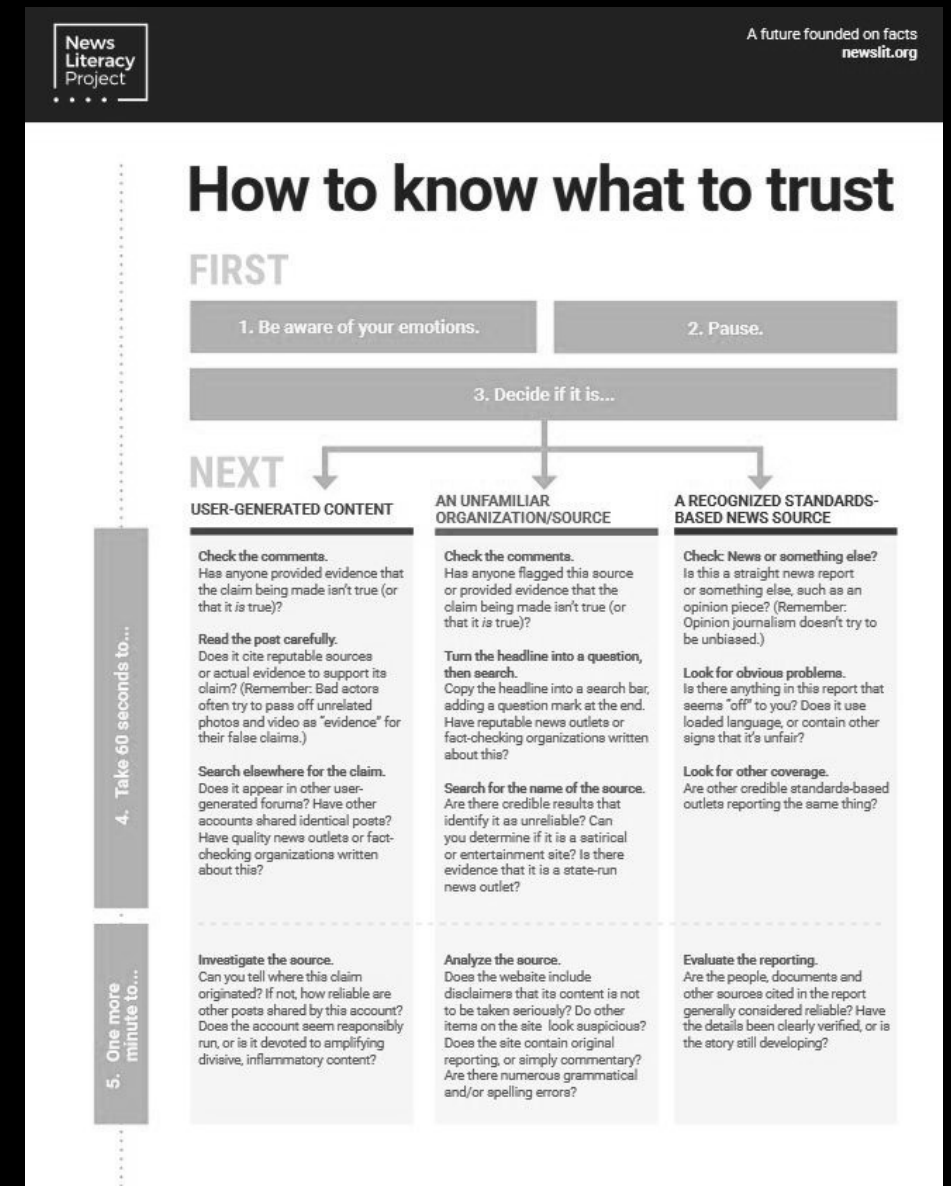 News
Literacy
Project
A future founded on facts
newslit.org
How to know what to trust
FIRST
1. Be aware of your emotions.
2. Pause.
3. Decide if it is...
NEXT
USER-GENERATED CONTENT
AN UNFAMILIAR
ORGANIZATION/SOURCE
A RECOGNIZED STANDARDS-
BASED NEWS SOURCE
4. Take 60 seconds to...
Check the comments.
Has anyone provided evidence that
the claim being made isn't true (or
that it is true)?
Read the post carefully.
Does it cite reputable sources
or actual evidence to support its
claim? (Remember: Bad actors
often try to pass off unrelated
photos and video as "evidence" for
their false claims.)
Search elsewhere for the claim.
Does it appear in other user-
generated forums? Have other
accounts shared identical posts?
Have quality news outlets or fact-
checking organizations written
about this?
Check the comments.
Has anyone flagged this source
or provided evidence that the
claim being made isn't true (or
that it is true)?
Turn the headline into a question,
then search.
Copy the headline into a search bar,
adding a question mark at the end.
Have reputable news outlets or
fact-checking organizations written
about this?
Search for the name of the source.
Are there credible results that
identify it as unreliable? Can
you determine if it is a satirical
or entertainment site? Is there
evidence that it is a state-run
news outlet?
Check: News or something else?
Is this a straight news report
or something else, such as an
opinion piece? (Remember:
Opinion journalism doesn't try to
be unbiased.)
Look for obvious problems.
Is there anything in this report that
seems "off" to you? Does it use
loaded language, or contain other
signs that it's unfair?
Look for other coverage.
Are other credible standards-based
outlets reporting the same thing?
5. One more
minute to...
Investigate the source.
Can you tell where this claim
originated? If not, how reliable are
other posts shared by this account?
Does the account seem responsibly
run, or is it devoted to amplifying
divisive, inflammatory content?
Analyze the source.
Does the website include
disclaimers that its content is not
to be taken seriously? Do other
items on the site look suspicious?
Does the site contain original
reporting, or simply commentary?
Are there numerous grammatical
and/or spelling errors?
Evaluate the reporting.
Are the people, documents and
other sources cited in the report
generally considered reliable? Have
the details been clearly verified, or is
the story still developing?